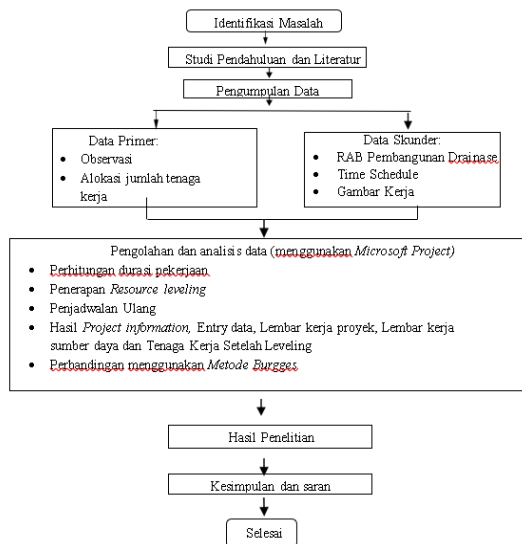 Identifikasi Masalah
Studi Pendahuluan dan Literatur
Pengumpulan Data
Data Primer:
• Observasi
• Alokasi jumlah tenaga
kerja
Data Skunder:
• RAB Pembangunan Drainase
• Time Schedule
• Gambar Kerja
Pengolahan dan analisis data (menggunakan Microsoft Project)
• Perhitungan durasi pekerjaan
• Penerapan Resource leveling
• Penjadwalan Ulang
• Hasil Project information, Entry data, Lembar kerja proyek, Lembar kerja
sumber daya dan Tenaga Kerja Setelah Leveling
• Perbandingan menggunakan Metode Burgges
Hasil Penelitian
Kesimpulan dan saran
Selesai